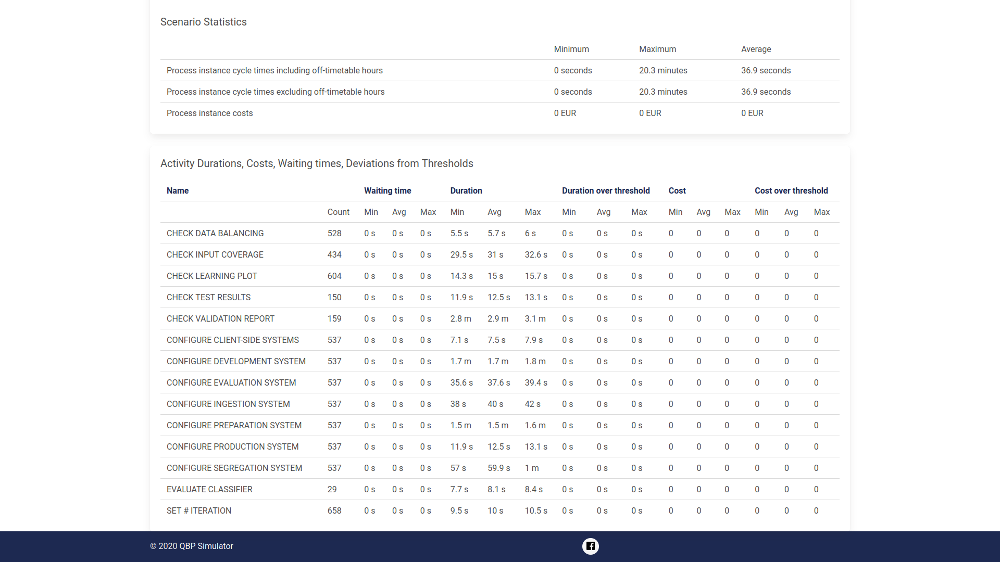 Scenario Statistics
Minimum Maximum Average
Process instance cycle times including off-timetable hours 0 seconds 20.3 minutes 36.9 seconds
Process instance cycle times excluding off-timetable hours 0 seconds 20.3 minutes 36.9 seconds
Process instance costs 0 EUR 0 EUR 0 EUR
Activity Durations, Costs, Waiting times, Deviations from Thresholds
Name Waiting time Duration Duration over threshold Cost Cost over threshold
Count Min Avg Max Min Avg Max Min Avg Max Min Avg Max Min Avg Max
CHECK DATA BALANCING 528 0 s 0 s 0 s 5.5 s 5.7 s 6 s 0 s 0 s 0 s 0 0 0 0 0 0
CHECK INPUT COVERAGE 434 0 s 0 s 0 s 29.5 s 31 s 32.6 s 0 s 0 s 0 s 0 0 0 0 0 0
CHECK LEARNING PLOT 604 0 s 0 s 0 s 14.3 s 15 s 15.7 s 0 s 0 s 0 s 0 0 0 0 0 0
CHECK TEST RESULTS 150 0 s 0 s 0 s 11.9 s 12.5 s 13.1 s 0 s 0 s 0 s 0 0 0 0 0 0
CHECK VALIDATION REPORT 159 0 s 0 s 0 s 2.8 m 2.9 m 3.1 m 0 s 0 s 0 s 0 0 0 0 0 0
CONFIGURE CLIENT-SIDE SYSTEMS 537 0 s 0 s 0 s 7.1 s 7.5 s 7.9 s 0 s 0 s 0 s 0 0 0 0 0 0
CONFIGURE DEVELOPMENT SYSTEM 537 0 s 0 s 0 s 1.7 m 1.7 m 1.8 m 0 s 0 s 0 s 0 0 0 0 0 0
CONFIGURE EVALUATION SYSTEM 537 0 s 0 s 0 s 35.6 s 37.6 s 39.4 s 0 s 0 s 0 s 0 0 0 0 0 0
CONFIGURE INGESTION SYSTEM 537 0 s 0 s 0 s 38 s 40 s 42 s 0 s 0 s 0 s 0 0 0 0 0 0
CONFIGURE PREPARATION SYSTEM 537 0 s 0 s 0 s 1.5 m 1.5 m 1.6 m 0 s 0 s 0 s 0 0 0 0 0 0
CONFIGURE PRODUCTION SYSTEM 537 0 s 0 s 0 s 11.9 s 12.5 s 13.1 s 0 s 0 s 0 s 0 0 0 0 0 0
CONFIGURE SEGREGATION SYSTEM 537 0 s 0 s 0 s 57 s 59.9 s 1 m 0 s 0 s 0 s 0 0 0 0 0 0
EVALUATE CLASSIFIER 29 0 s 0 s 0 s 7.7 s 8.1 s 8.4 s 0 s 0 s 0 s 0 0 0 0 0 0
SET # ITERATION 658 0 s 0 s 0 s 9.5 s 10 s 10.5 s 0 s 0 s 0 s 0 0 0 0 0 0
© 2020 QBP Simulator